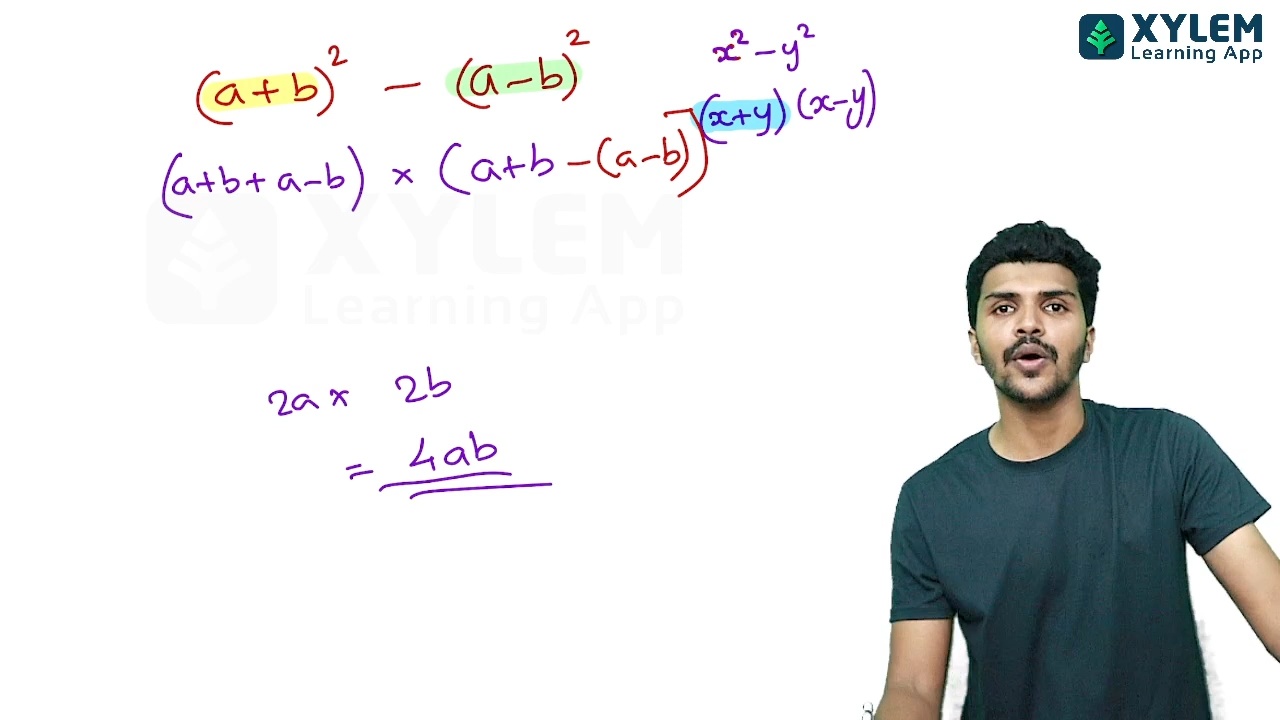 (a+b)² − (a−b)²
x² − y²
(x+y) (x−y)
(a+b+a−b) × (a+b −(a−b))
2a × 2b
= 4ab
XYLEM
Learning App
XYLEM
Learning App